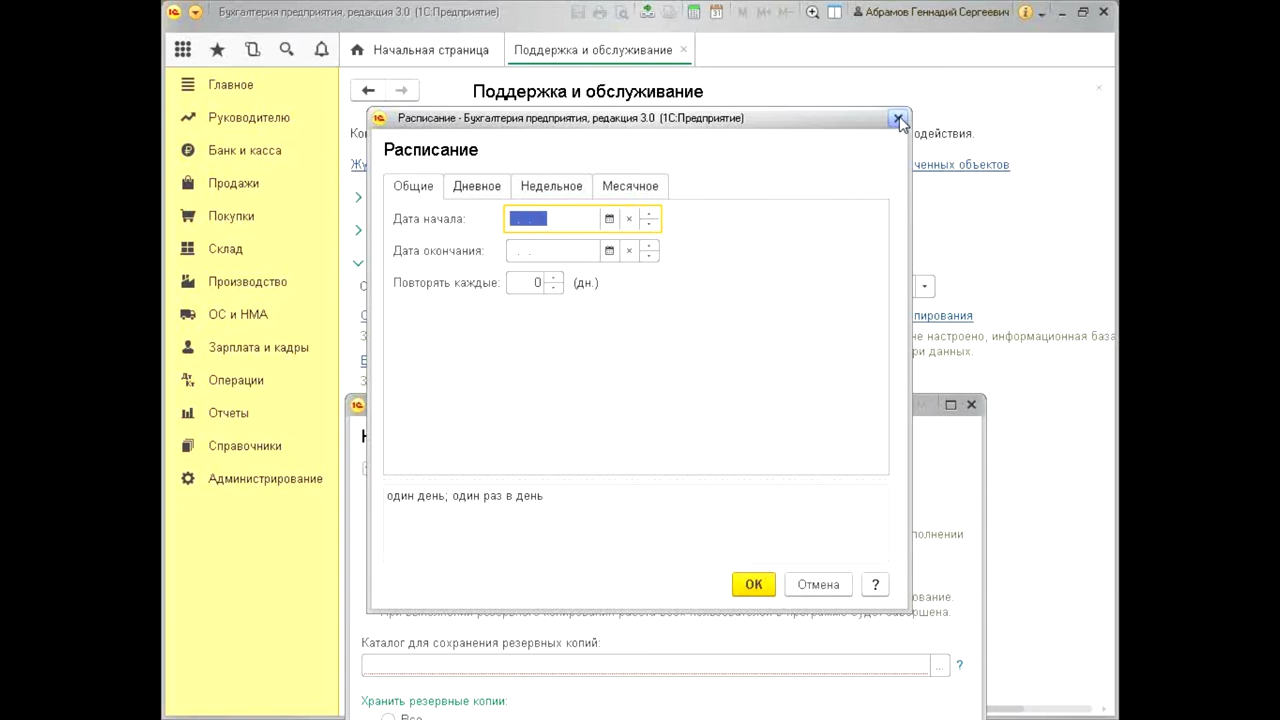 Бухгалтерия предприятия, редакция 3.0 (1С:Предприятие)
M M+ M-
Абрамов Геннадий Сергеевич
Начальная страница
Поддержка и обслуживание
Главное
Руководителю
Банк и касса
Продажи
Покупки
Склад
Производство
ОС и НМА
Зарплата и кадры
Операции
Отчеты
Справочники
Администрирование
Поддержка и обслуживание
действия.
ченных объектов
Расписание - Бухгалтерия предприятия, редакция 3.0 (1С:Предприятие)
Расписание
Общие
Дневное
Недельное
Месячное
Дата начала:
Дата окончания:
Повторять каждые: 0 (дн.)
один день; один раз в день
ОК
Отмена
?
пирования
не настроено, информационная база
ри данных.
полнении
ование.
Каталог для сохранения резервных копий:
... ?
Хранить резервные копии:
Все